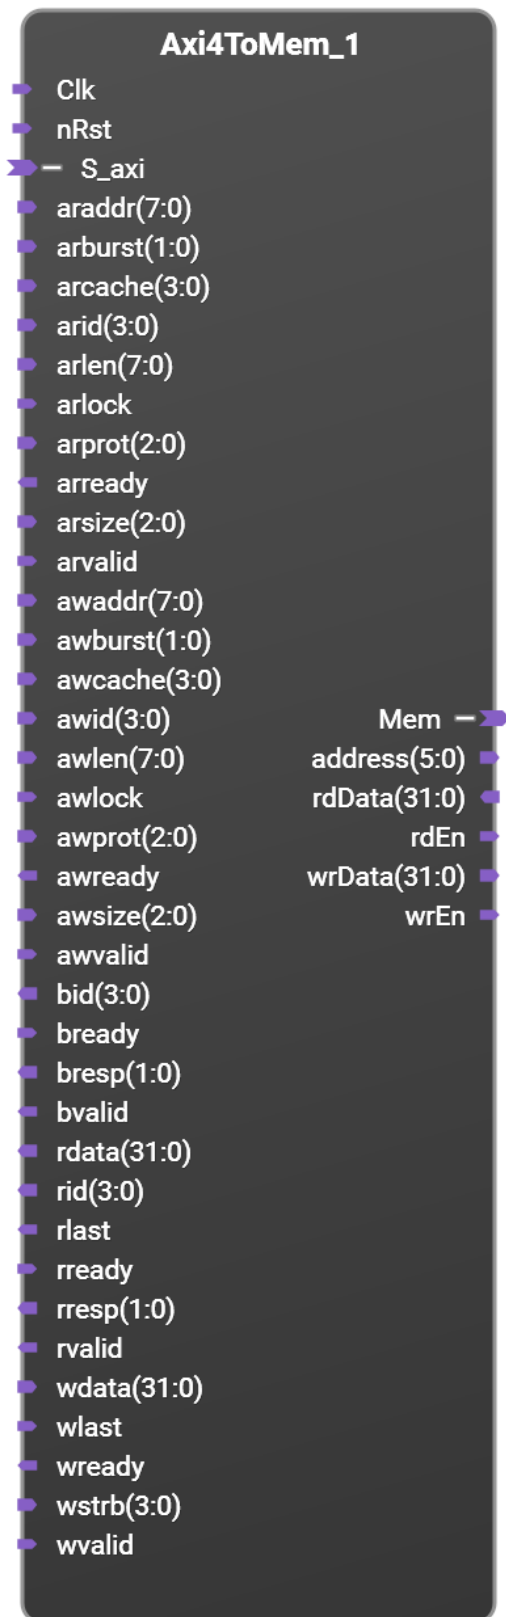 Axi4ToMem_1
Clk
nRst
S_axi
araddr(7:0)
arburst(1:0)
arcache(3:0)
arid(3:0)
arlen(7:0)
arlock
arprot(2:0)
arready
arsize(2:0)
arvalid
awaddr(7:0)
awburst(1:0)
awcache(3:0)
awid(3:0)
awlen(7:0)
awlock
awprot(2:0)
awready
awsize(2:0)
awvalid
bid(3:0)
bready
bresp(1:0)
bvalid
rdata(31:0)
rid(3:0)
rlast
rready
rresp(1:0)
rvalid
wdata(31:0)
wlast
wready
wstrb(3:0)
wvalid
Mem
address(5:0)
rdData(31:0)
rdEn
wrData(31:0)
wrEn